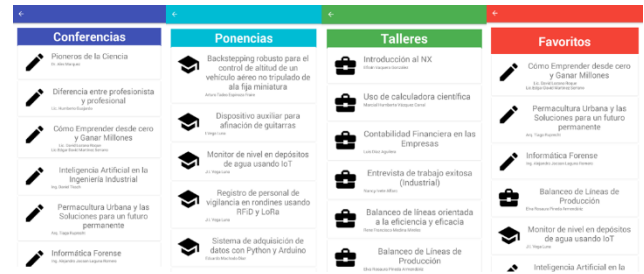 Conferencias
Pioneros de la Ciencia
Diferencia entre profesionista
y profesional
Cómo Emprender desde cero
y Ganar Millones
Inteligencia Artificial en la
Ingeniería Industrial
Permacultura Urbana y las
Soluciones para un futuro
permanente
Informática Forense
Ponencias
Backstepping robusto para el
control de altitud de un
vehículo aéreo no tripulado de
ala fija miniatura
Dispositivo auxiliar para
afinación de guitarras
Monitor de nivel en depósitos
de agua usando IoT
Registro de personal de
vigilancia en rondines usando
RFiD y LoRa
Sistema de adquisición de
datos con Python y Arduino
Talleres
Introducción al NX
Uso de calculadora científica
Contabilidad Financiera en las
Empresas
Entrevista de trabajo exitosa
(Industrial)
Balanceo de líneas orientada
a la eficiencia y eficacia
Balanceo de Líneas de
Producción
Favoritos
Cómo Emprender desde cero
y Ganar Millones
Permacultura Urbana y las
Soluciones para un futuro
permanente
Informática Forense
Balanceo de Líneas de
Producción
Monitor de nivel en depósitos
de agua usando IoT
Inteligencia Artificial en la